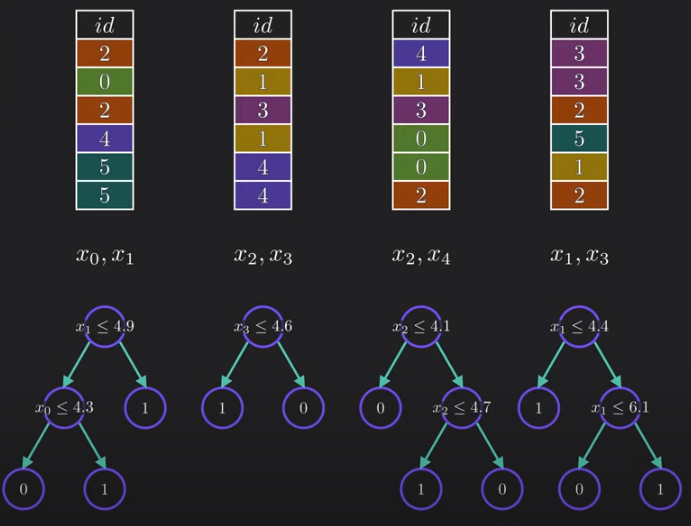 id id id id
2 2 4 3
0 1 1 3
2 3 3 2
4 1 0 5
5 4 0 1
5 4 2 2
x₀, x₁ x₂, x₃ x₂, x₄ x₁, x₃
x₁ ≤ 4.9 x₃ ≤ 4.6 x₂ ≤ 4.1 x₁ ≤ 4.4
x₀ ≤ 4.3 1 1 0 0 x₂ ≤ 4.7 1 x₁ ≤ 6.1
0 1 1 0 0 1